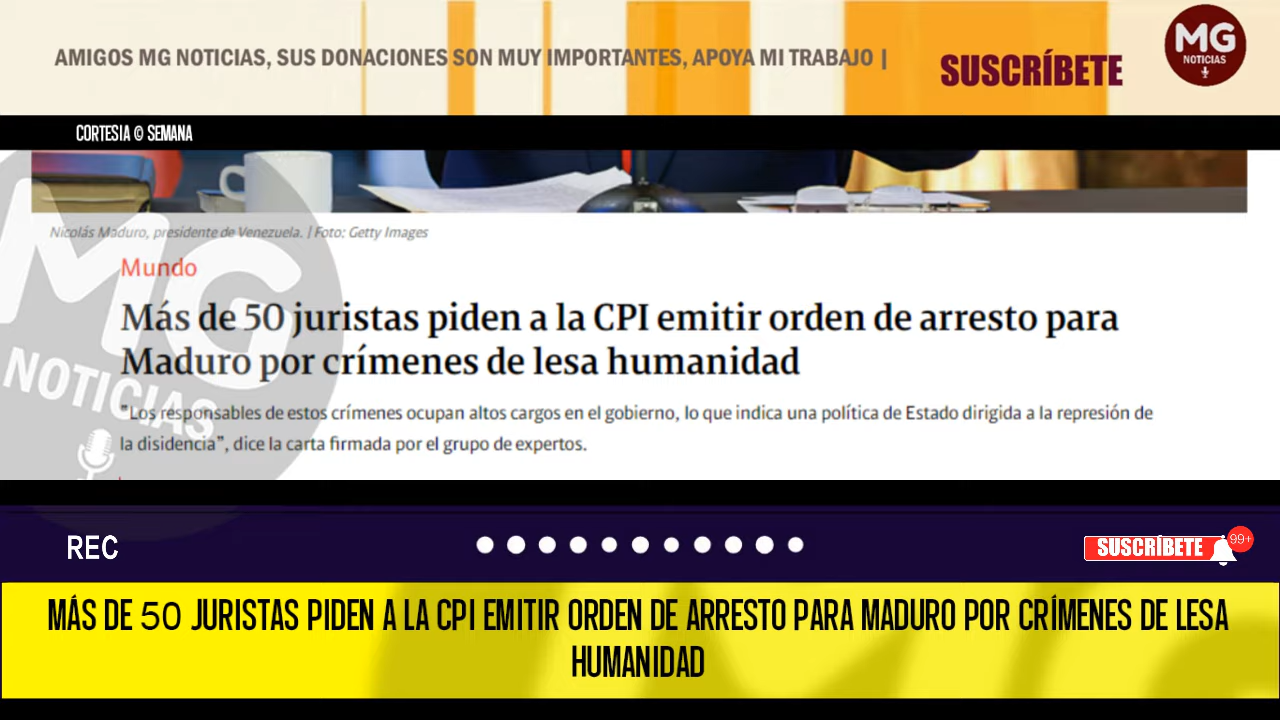 AMIGOS MG NOTICIAS, SUS DONACIONES SON MUY IMPORTANTES, APOYA MI TRABAJO |
SUSCRÍBETE
MG
NOTICIAS
CORTESIA © SEMANA
MG
NOTICIAS
Nicolás Maduro, presidente de Venezuela. | Foto: Getty Images
Mundo
Más de 50 juristas piden a la CPI emitir orden de arresto para
Maduro por crímenes de lesa humanidad
"Los responsables de estos crímenes ocupan altos cargos en el gobierno, lo que indica una política de Estado dirigida a la represión de
la disidencia", dice la carta firmada por el grupo de expertos.
REC
SUSCRÍBETE
99+
MÁS DE 50 JURISTAS PIDEN A LA CPI EMITIR ORDEN DE ARRESTO PARA MADURO POR CRÍMENES DE LESA
HUMANIDAD